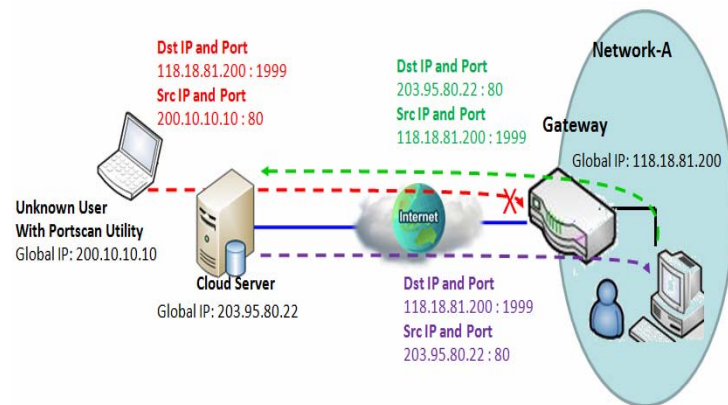 Dst IP and Port
118.18.81.200 : 1999
Src IP and Port
200.10.10.10 : 80
Dst IP and Port
203.95.80.22 : 80
Src IP and Port
118.18.81.200 : 1999
Network-A
Gateway
Global IP: 118.18.81.200
Unknown User
With Portscan Utility
Global IP: 200.10.10.10
Internet
Cloud Server
Global IP: 203.95.80.22
Dst IP and Port
118.18.81.200 : 1999
Src IP and Port
203.95.80.22 : 80